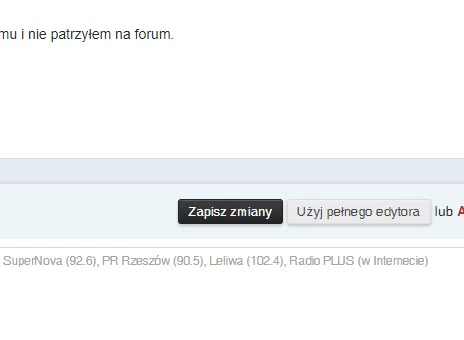 mu i nie patrzyłem na forum.
Zapisz zmiany Użyj pełnego edytora lub A
SuperNova (92.6), PR Rzeszów (90.5), Leliwa (102.4), Radio PLUS (w Internecie)